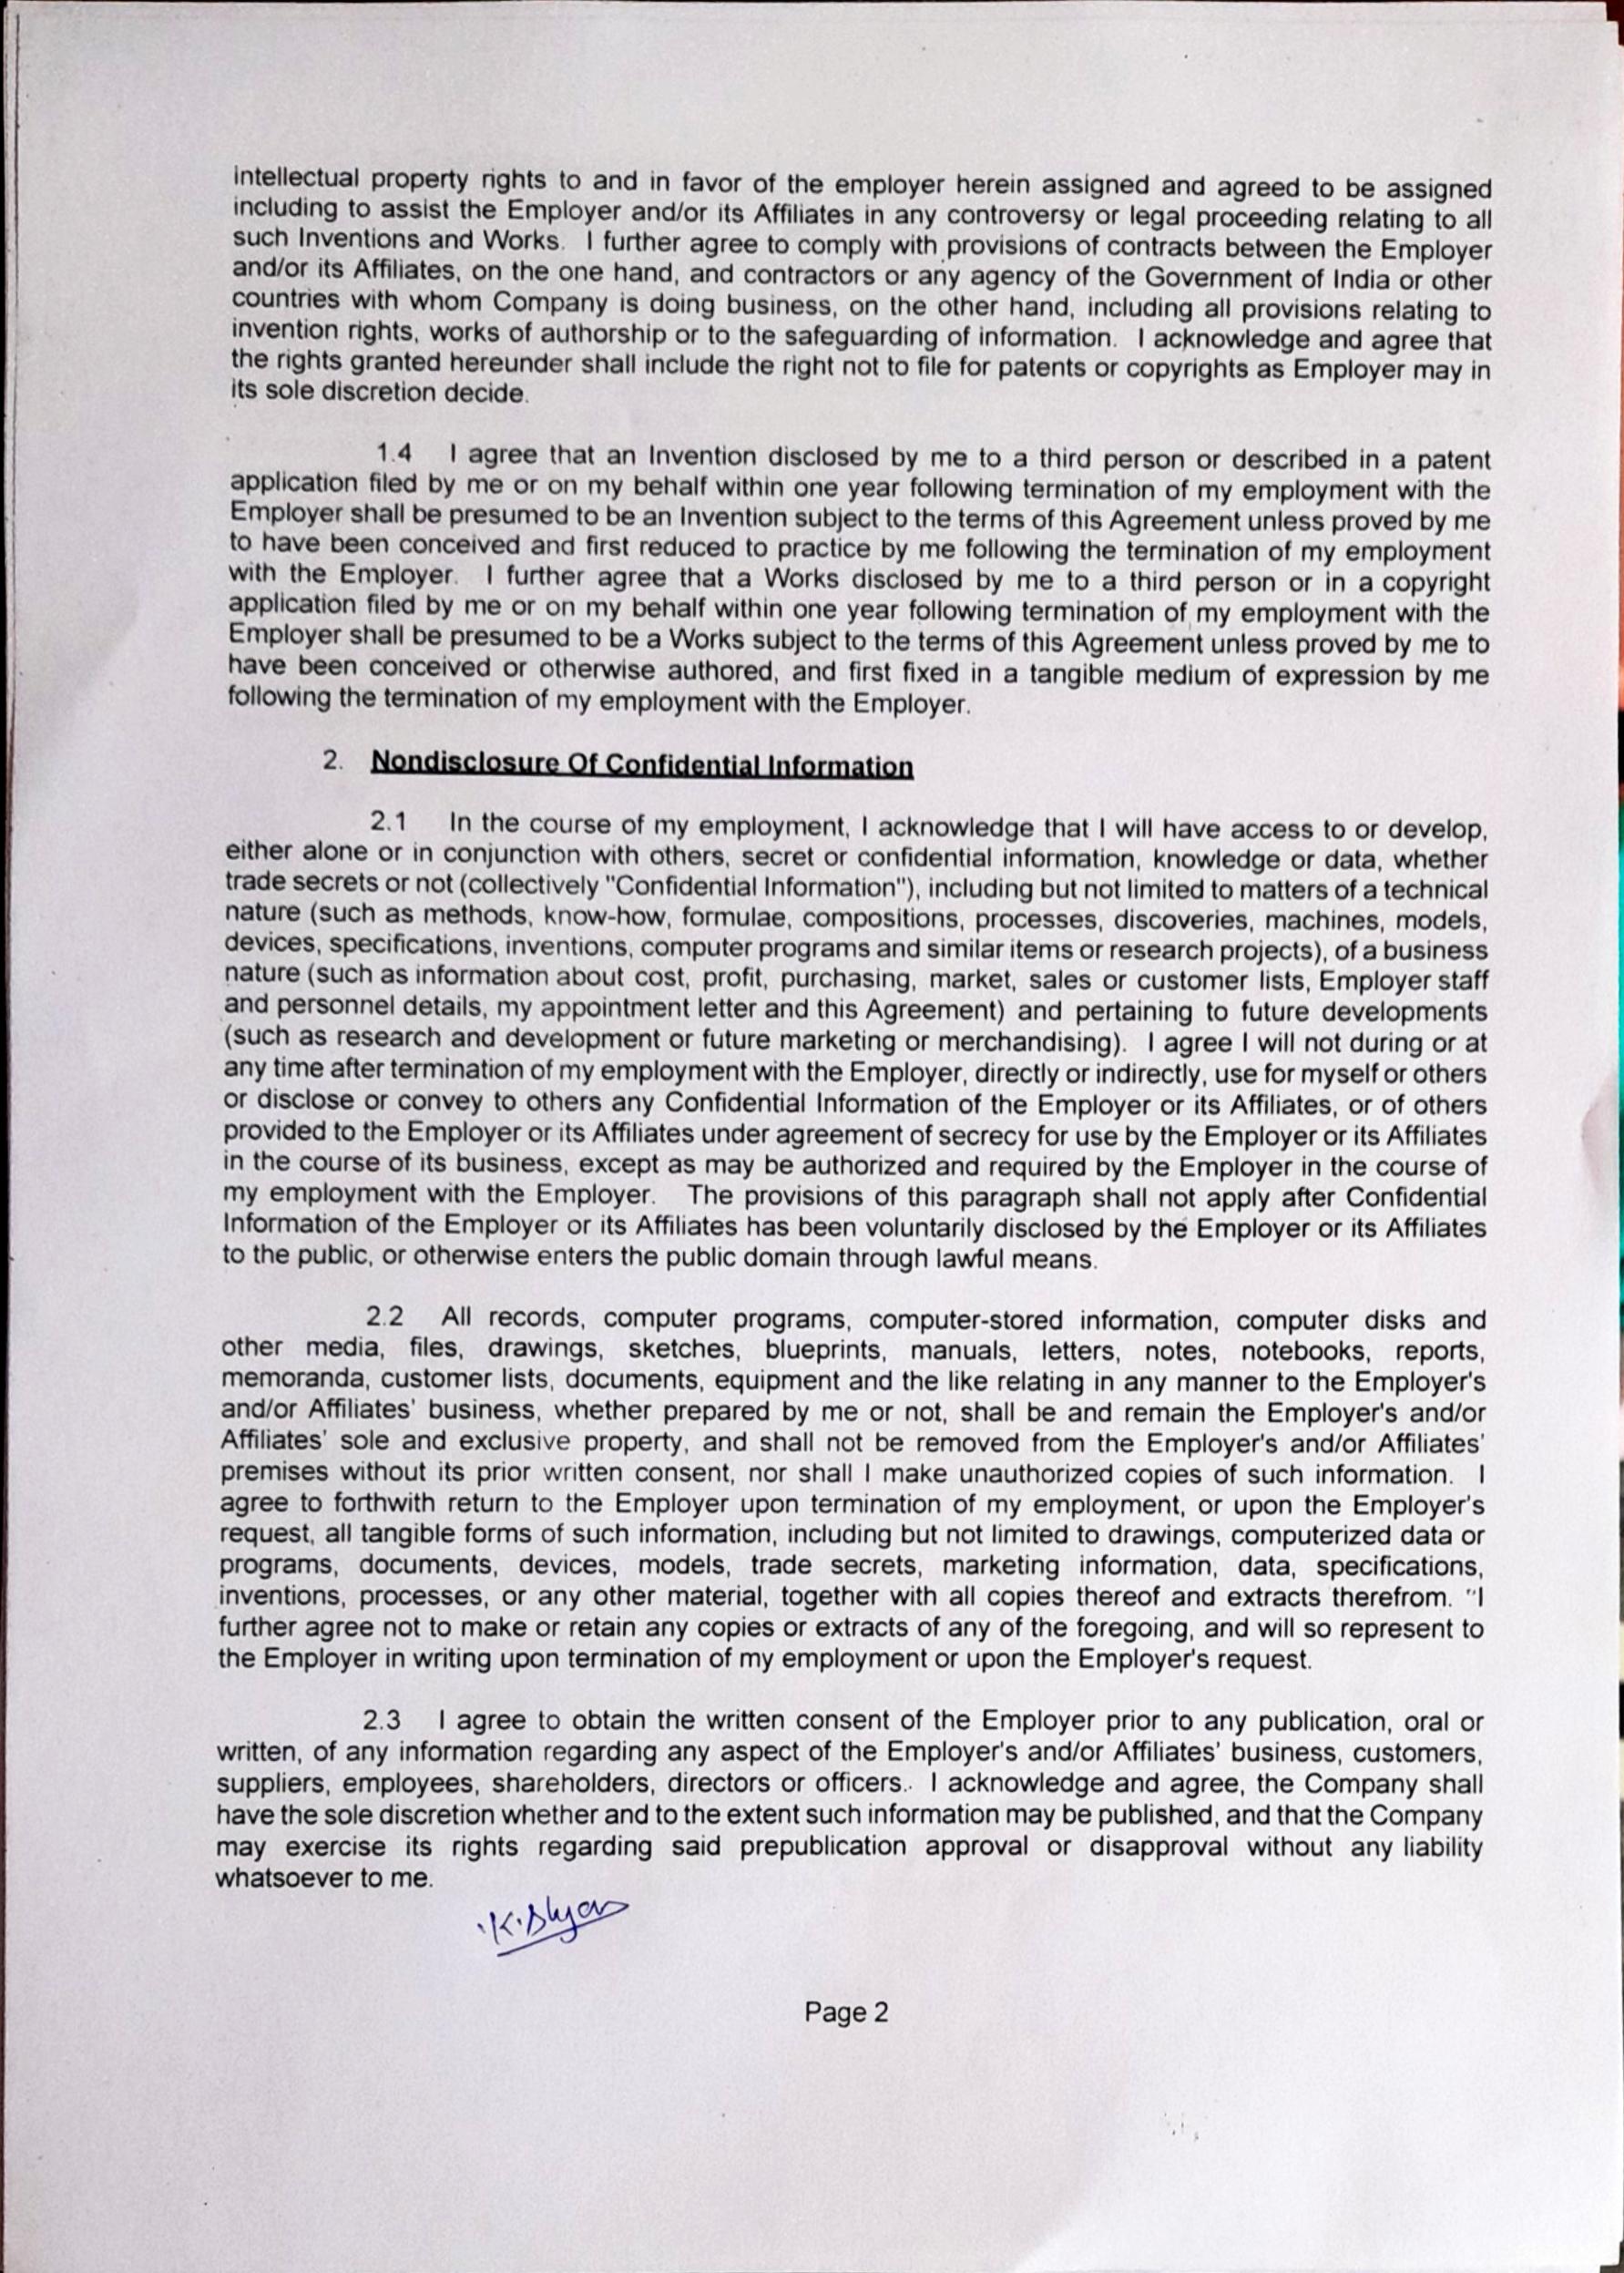 intellectual property rights to and in favor of the employer herein assigned and agreed to be assigned
including to assist the Employer and/or its Affiliates in any controversy or legal proceeding relating to all
such Inventions and Works. I further agree to comply with provisions of contracts between the Employer
and/or its Affiliates, on the one hand, and contractors or any agency of the Government of India or other
countries with whom Company is doing business, on the other hand, including all provisions relating to
invention rights, works of authorship or to the safeguarding of information. I acknowledge and agree that
the rights granted hereunder shall include the right not to file for patents or copyrights as Employer may in
its sole discretion decide.
1.4 I agree that an Invention disclosed by me to a third person or described in a patent
application filed by me or on my behalf within one year following termination of my employment with the
Employer shall be presumed to be an Invention subject to the terms of this Agreement unless proved by me
to have been conceived and first reduced to practice by me following the termination of my employment
with the Employer. I further agree that a Works disclosed by me to a third person or in a copyright
application filed by me or on my behalf within one year following termination of my employment with the
Employer shall be presumed to be a Works subject to the terms of this Agreement unless proved by me to
have been conceived or otherwise authored, and first fixed in a tangible medium of expression by me
following the termination of my employment with the Employer.
2. Nondisclosure Of Confidential Information
2.1 In the course of my employment, I acknowledge that I will have access to or develop,
either alone or in conjunction with others, secret or confidential information, knowledge or data, whether
trade secrets or not (collectively "Confidential Information"), including but not limited to matters of a technical
nature (such as methods, know-how, formulae, compositions, processes, discoveries, machines, models,
devices, specifications, inventions, computer programs and similar items or research projects), of a business
nature (such as information about cost, profit, purchasing, market, sales or customer lists, Employer staff
and personnel details, my appointment letter and this Agreement) and pertaining to future developments
(such as research and development or future marketing or merchandising). I agree I will not during or at
any time after termination of my employment with the Employer, directly or indirectly, use for myself or others
or disclose or convey to others any Confidential Information of the Employer or its Affiliates, or of others
provided to the Employer or its Affiliates under agreement of secrecy for use by the Employer or its Affiliates
in the course of its business, except as may be authorized and required by the Employer in the course of
my employment with the Employer. The provisions of this paragraph shall not apply after Confidential
Information of the Employer or its Affiliates has been voluntarily disclosed by the Employer or its Affiliates
to the public, or otherwise enters the public domain through lawful means.
2.2 All records, computer programs, computer-stored information, computer disks and
other media, files, drawings, sketches, blueprints, manuals, letters, notes, notebooks, reports,
memoranda, customer lists, documents, equipment and the like relating in any manner to the Employer's
and/or Affiliates' business, whether prepared by me or not, shall be and remain the Employer's and/or
Affiliates' sole and exclusive property, and shall not be removed from the Employer's and/or Affiliates'
premises without its prior written consent, nor shall I make unauthorized copies of such information. I
agree to forthwith return to the Employer upon termination of my employment, or upon the Employer's
request, all tangible forms of such information, including but not limited to drawings, computerized data or
programs, documents, devices, models, trade secrets, marketing information, data, specifications,
inventions, processes, or any other material, together with all copies thereof and extracts therefrom. "I
further agree not to make or retain any copies or extracts of any of the foregoing, and will so represent to
the Employer in writing upon termination of my employment or upon the Employer's request.
2.3 I agree to obtain the written consent of the Employer prior to any publication, oral or
written, of any information regarding any aspect of the Employer's and/or Affiliates' business, customers,
suppliers, employees, shareholders, directors or officers. I acknowledge and agree, the Company shall
have the sole discretion whether and to the extent such information may be published, and that the Company
may exercise its rights regarding said prepublication approval or disapproval without any liability
whatsoever to me.
Page 2